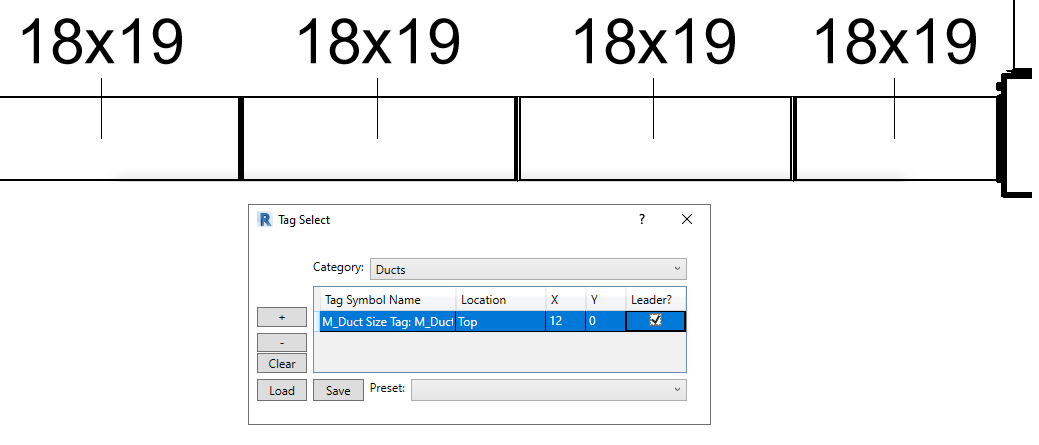 18x19 18x19 18x19 18x19
R Tag Select ?
Category: Ducts
Tag Symbol Name Location X Y Leader?
+
M_Duct Size Tag: M_Duct Top 12 0
-
Clear
Load Save Preset: